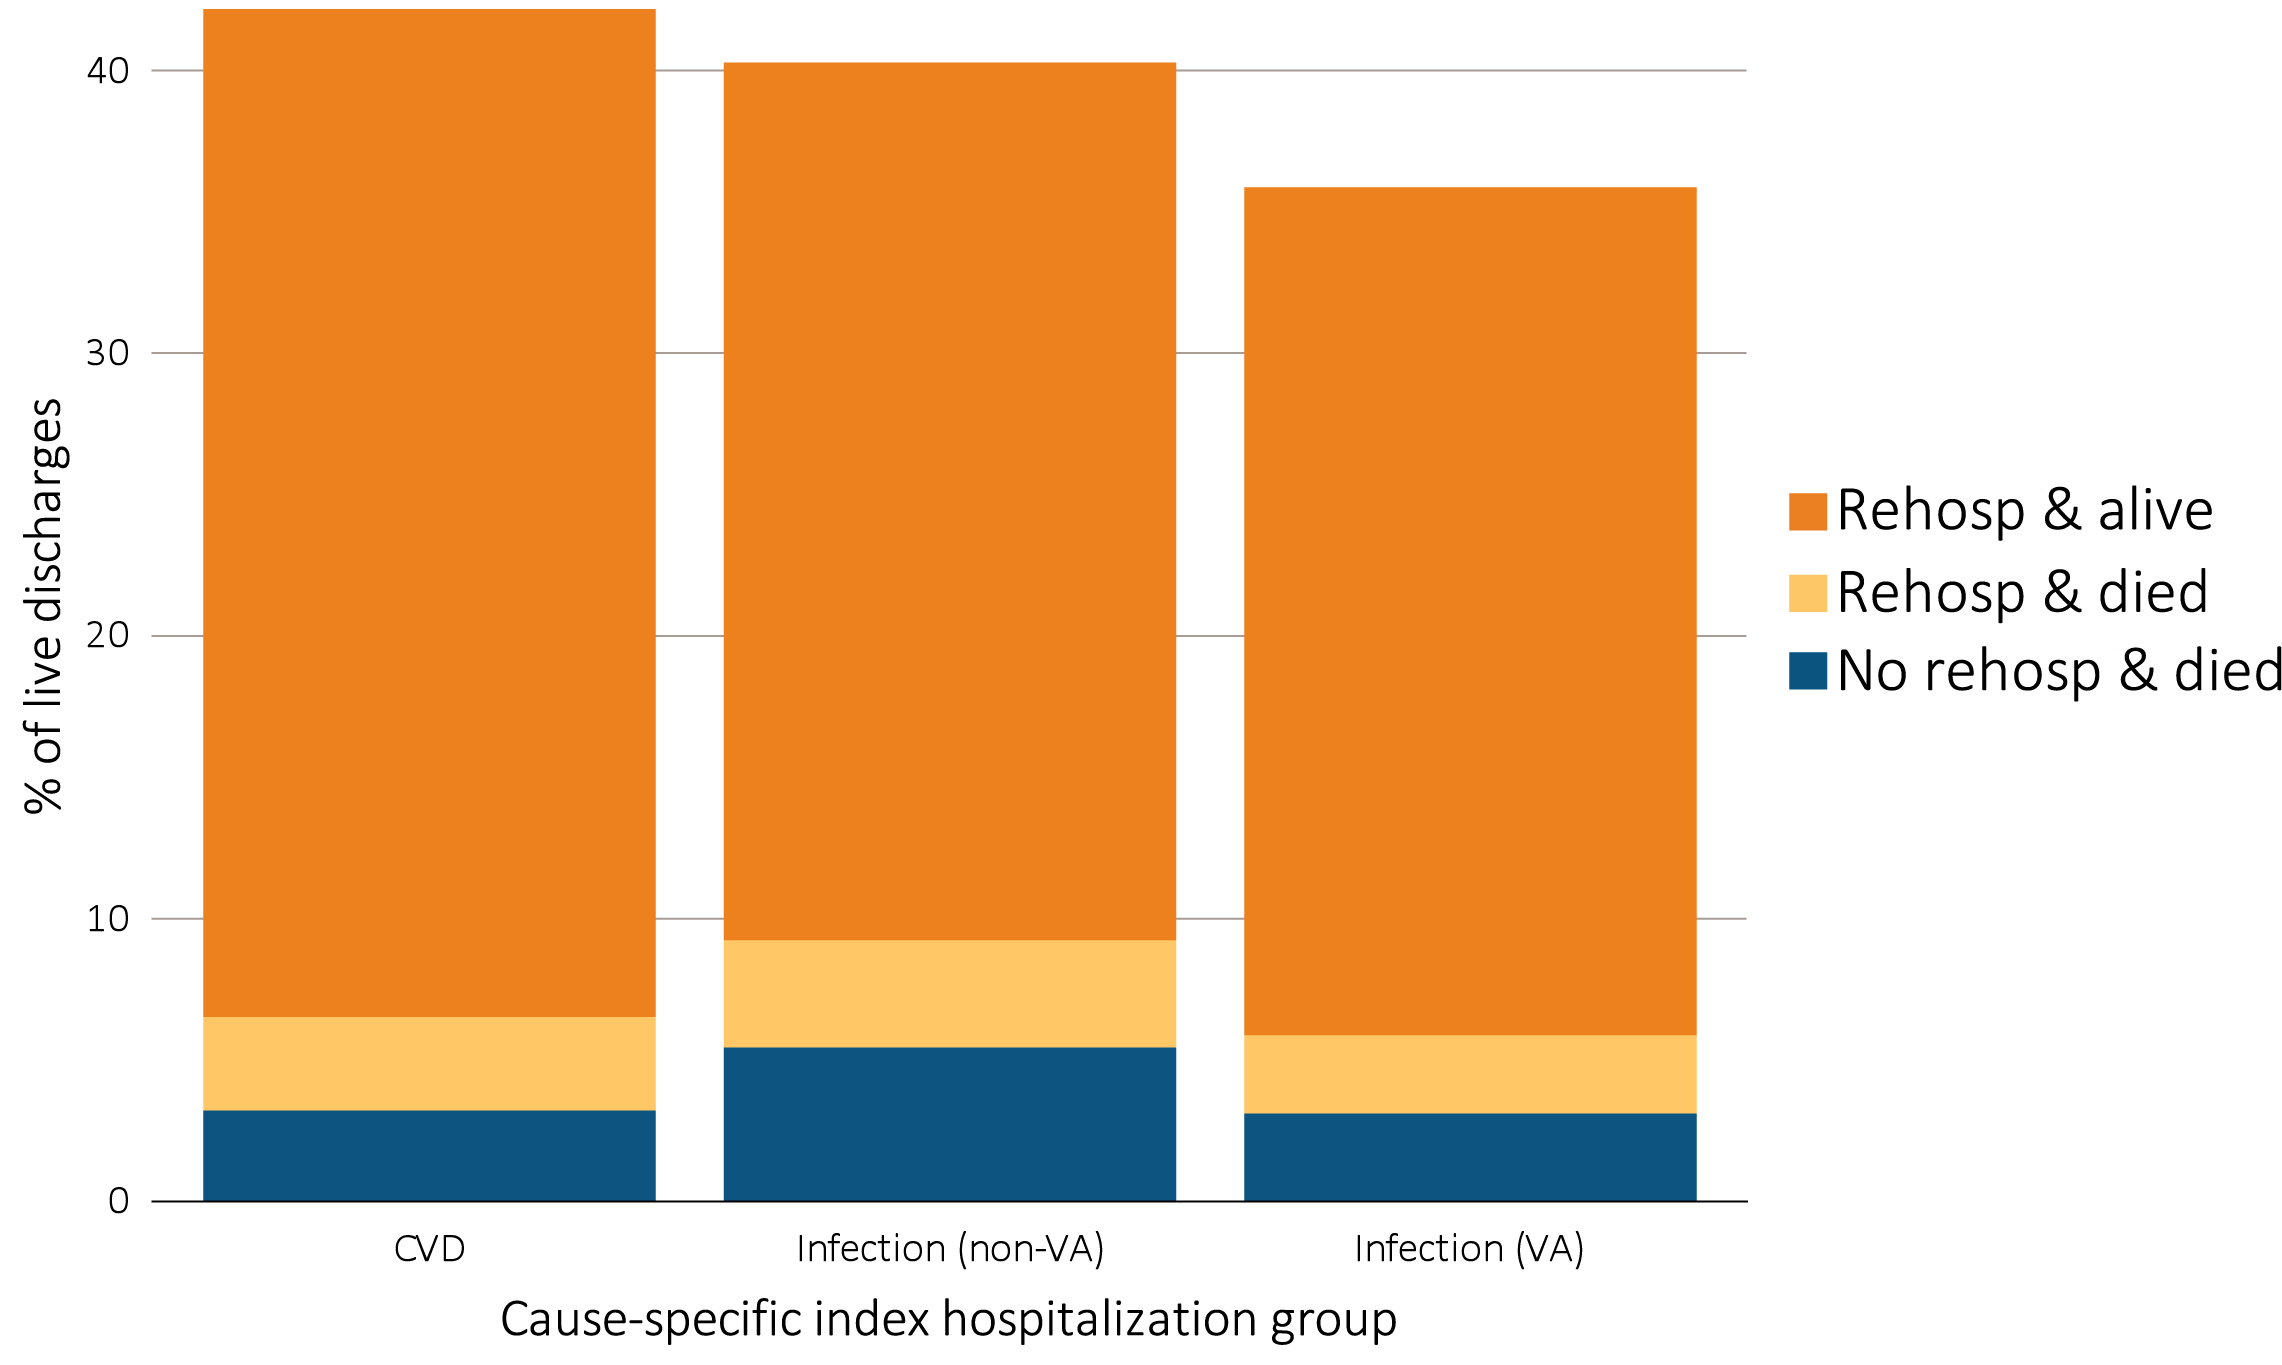 40
30
20
10
0
% of live discharges
CVD
Infection (non-VA)
Infection (VA)
Cause-specific index hospitalization group
Rehosp & alive
Rehosp & died
No rehosp & died